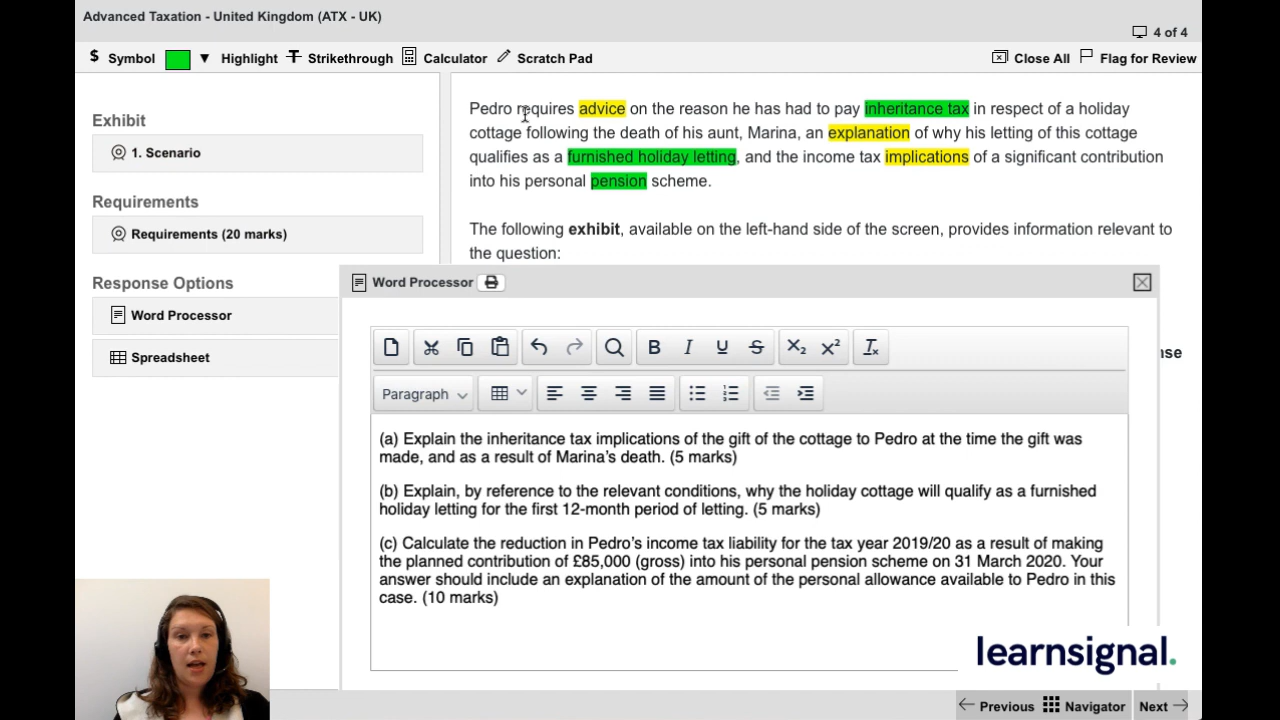 Advanced Taxation - United Kingdom (ATX - UK)
4 of 4
$ Symbol Highlight Strikethrough Calculator Scratch Pad Close All Flag for Review
Exhibit
1. Scenario
Requirements
Requirements (20 marks)
Response Options
Word Processor
Spreadsheet
Pedro requires advice on the reason he has had to pay inheritance tax in respect of a holiday
cottage following the death of his aunt, Marina, an explanation of why his letting of this cottage
qualifies as a furnished holiday letting, and the income tax implications of a significant contribution
into his personal pension scheme.
The following exhibit, available on the left-hand side of the screen, provides information relevant to
the question:
Word Processor
B I U S X2 X2 Ix
Paragraph
(a) Explain the inheritance tax implications of the gift of the cottage to Pedro at the time the gift was
made, and as a result of Marina's death. (5 marks)
(b) Explain, by reference to the relevant conditions, why the holiday cottage will qualify as a furnished
holiday letting for the first 12-month period of letting. (5 marks)
(c) Calculate the reduction in Pedro's income tax liability for the tax year 2019/20 as a result of making
the planned contribution of £85,000 (gross) into his personal pension scheme on 31 March 2020. Your
answer should include an explanation of the amount of the personal allowance available to Pedro in this
case. (10 marks)
learnsignal.
Previous Navigator Next